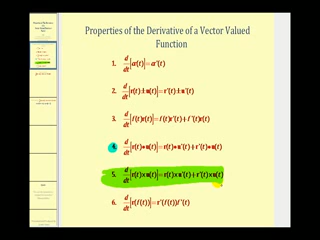 Properties of the Derivative of a Vector Valued
Function
1. d/dt[cr(t)]=cr'(t)
2. d/dt[r(t)±u(t)]=r'(t)±u'(t)
3. d/dt[f(t)r(t)]=f(t)r'(t)+f'(t)r(t)
4. d/dt[r(t)•u(t)]=r(t)•u'(t)+r'(t)•u(t)
5. d/dt[r(t)×u(t)]=r(t)×u'(t)+r'(t)×u(t)
6. d/dt[r(f(t))]=r'(f(t))f'(t)